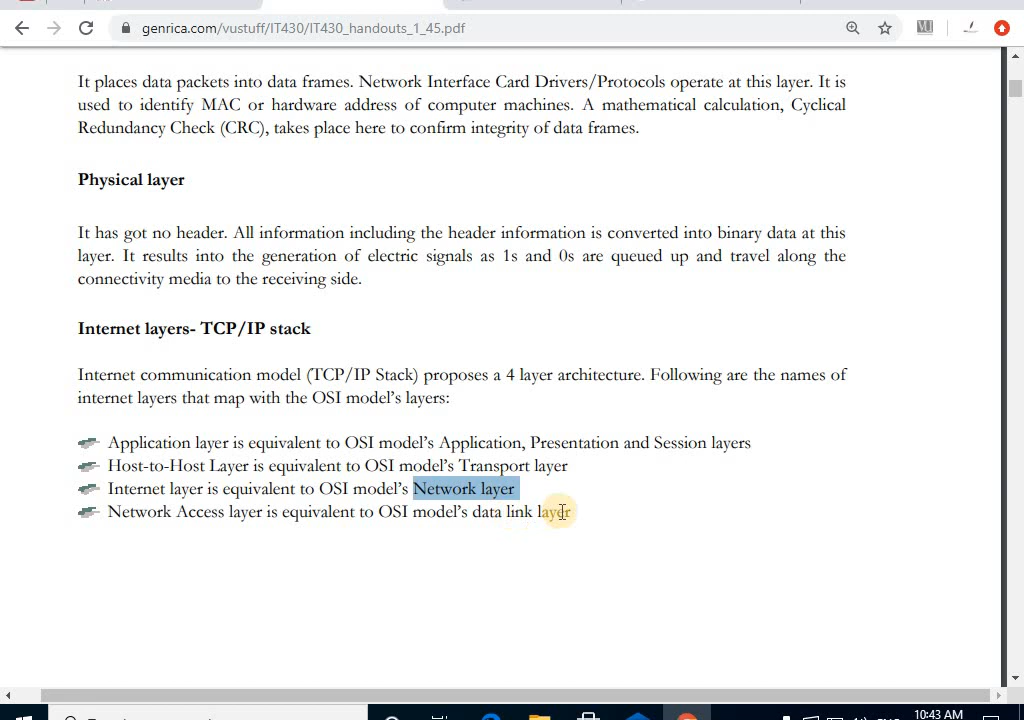 genrica.com/vustuff/IT430/IT430_handouts_1_45.pdf
It places data packets into data frames. Network Interface Card Drivers/Protocols operate at this layer. It is
used to identify MAC or hardware address of computer machines. A mathematical calculation, Cyclical
Redundancy Check (CRC), takes place here to confirm integrity of data frames.
Physical layer
It has got no header. All information including the header information is converted into binary data at this
layer. It results into the generation of electric signals as 1s and 0s are queued up and travel along the
connectivity media to the receiving side.
Internet layers- TCP/IP stack
Internet communication model (TCP/IP Stack) proposes a 4 layer architecture. Following are the names of
internet layers that map with the OSI model’s layers:
Application layer is equivalent to OSI model’s Application, Presentation and Session layers
Host-to-Host Layer is equivalent to OSI model’s Transport layer
Internet layer is equivalent to OSI model’s Network layer
Network Access layer is equivalent to OSI model’s data link layer
10:43 AM